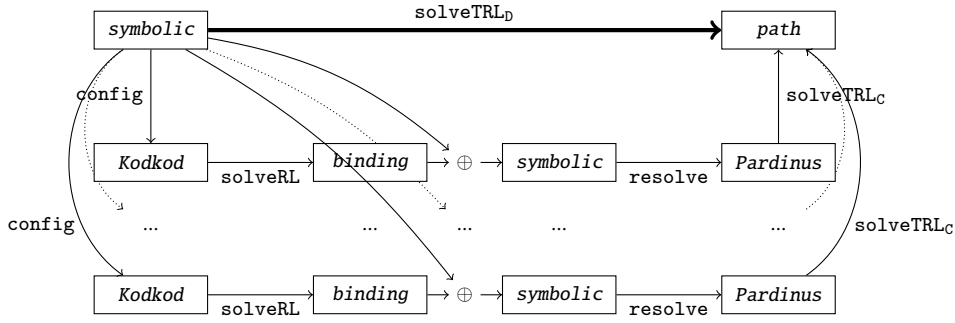 solveTRL_D
symbolic path
config solveTRL_C
Kodkod binding ⊕ symbolic Pardinus
solveRL resolve
config ... ... ... ... ... solveTRL_C
Kodkod binding ⊕ symbolic Pardinus
solveRL resolve